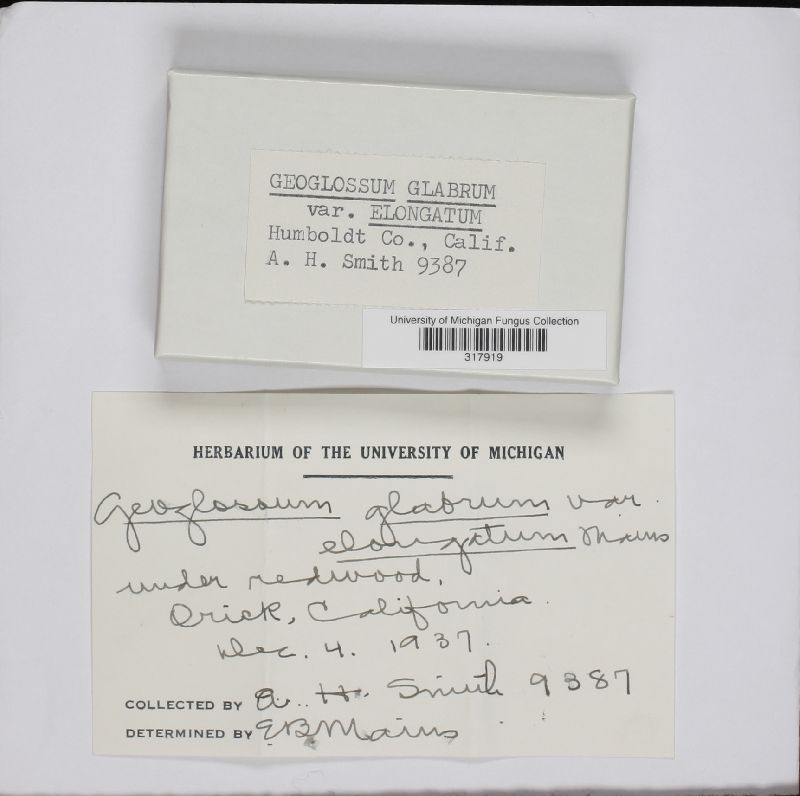 GEOGLOSSUM GLABRUM
var. ELONGATUM
Humboldt Co., Calif.
A. H. Smith 9387
University of Michigan Fungus Collection
317919
HERBARIUM OF THE UNIVERSITY OF MICHIGAN
Geoglossum glabrum var.
elongatum Mains
under redwood,
Orick, California.
Dec. 4. 1937.
COLLECTED BY A. H. Smith 9387
DETERMINED BY EBMains